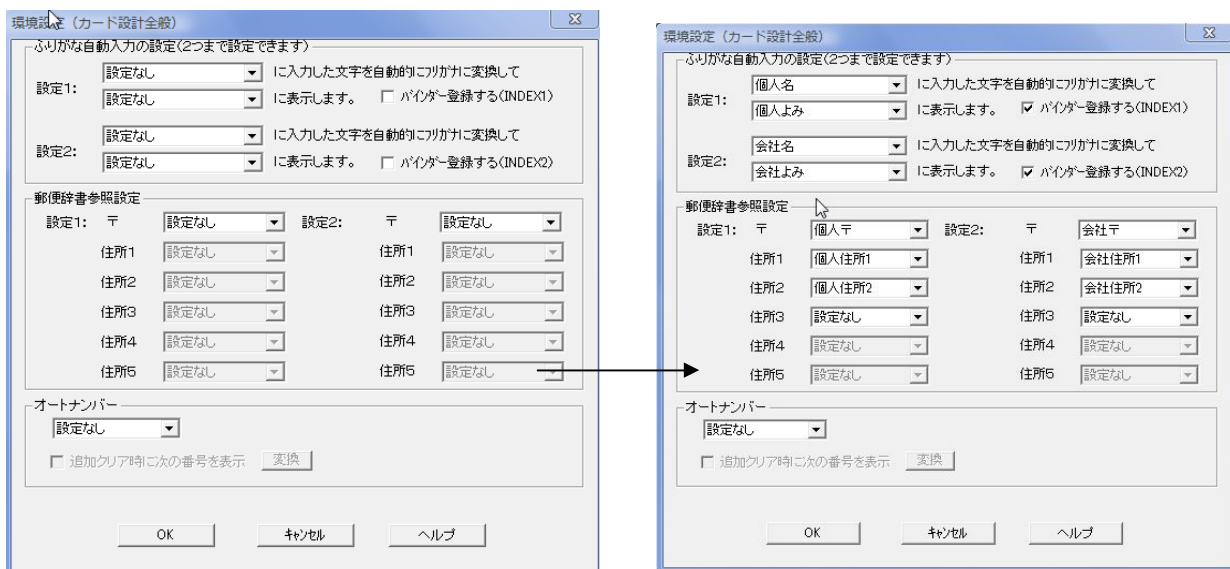 環境設定（カード設計全般）
ふりがな自動入力の設定(2つまで設定できます)
設定1:
設定なし
に入力した文字を自動的にﾌﾘｶﾞﾅに変換して
設定なし
に表示します。
ﾊﾞｲﾝﾀﾞｰ登録する(INDEX1)
設定2:
設定なし
に入力した文字を自動的にﾌﾘｶﾞﾅに変換して
設定なし
に表示します。
ﾊﾞｲﾝﾀﾞｰ登録する(INDEX2)
郵便辞書参照設定
設定1: 〒 設定なし 設定2: 〒 設定なし
住所1 設定なし 住所1 設定なし
住所2 設定なし 住所2 設定なし
住所3 設定なし 住所3 設定なし
住所4 設定なし 住所4 設定なし
住所5 設定なし 住所5 設定なし
オートナンバー
設定なし
追加クリア時に次の番号を表示 変換
OK ｷｬﾝｾﾙ ヘルプ
環境設定（カード設計全般）
ふりがな自動入力の設定(2つまで設定できます)
設定1:
個人名
に入力した文字を自動的にﾌﾘｶﾞﾅに変換して
個人よみ
に表示します。
ﾊﾞｲﾝﾀﾞｰ登録する(INDEX1)
設定2:
会社名
に入力した文字を自動的にﾌﾘｶﾞﾅに変換して
会社よみ
に表示します。
ﾊﾞｲﾝﾀﾞｰ登録する(INDEX2)
郵便辞書参照設定
設定1: 〒 個人〒 設定2: 〒 会社〒
住所1 個人住所1 住所1 会社住所1
住所2 個人住所2 住所2 会社住所2
住所3 設定なし 住所3 設定なし
住所4 設定なし 住所4 設定なし
住所5 設定なし 住所5 設定なし
オートナンバー
設定なし
追加クリア時に次の番号を表示 変換
OK ｷｬﾝｾﾙ ヘルプ